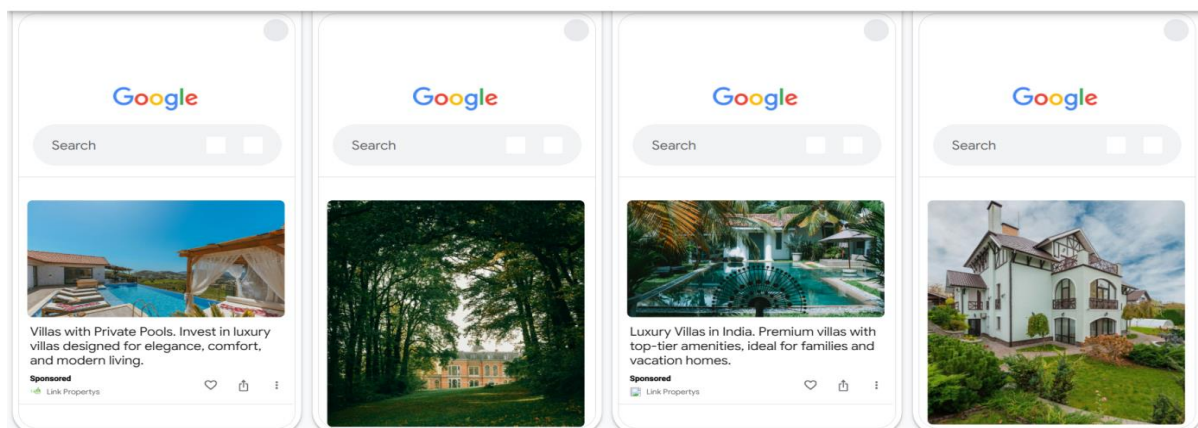 Google
Search
Villas with Private Pools. Invest in luxury
villas designed for elegance, comfort,
and modern living.
Sponsored
Link Propertys
Google
Search
Google
Search
Luxury Villas in India. Premium villas with
top-tier amenities, ideal for families and
vacation homes.
Sponsored
Link Propertys
Google
Search